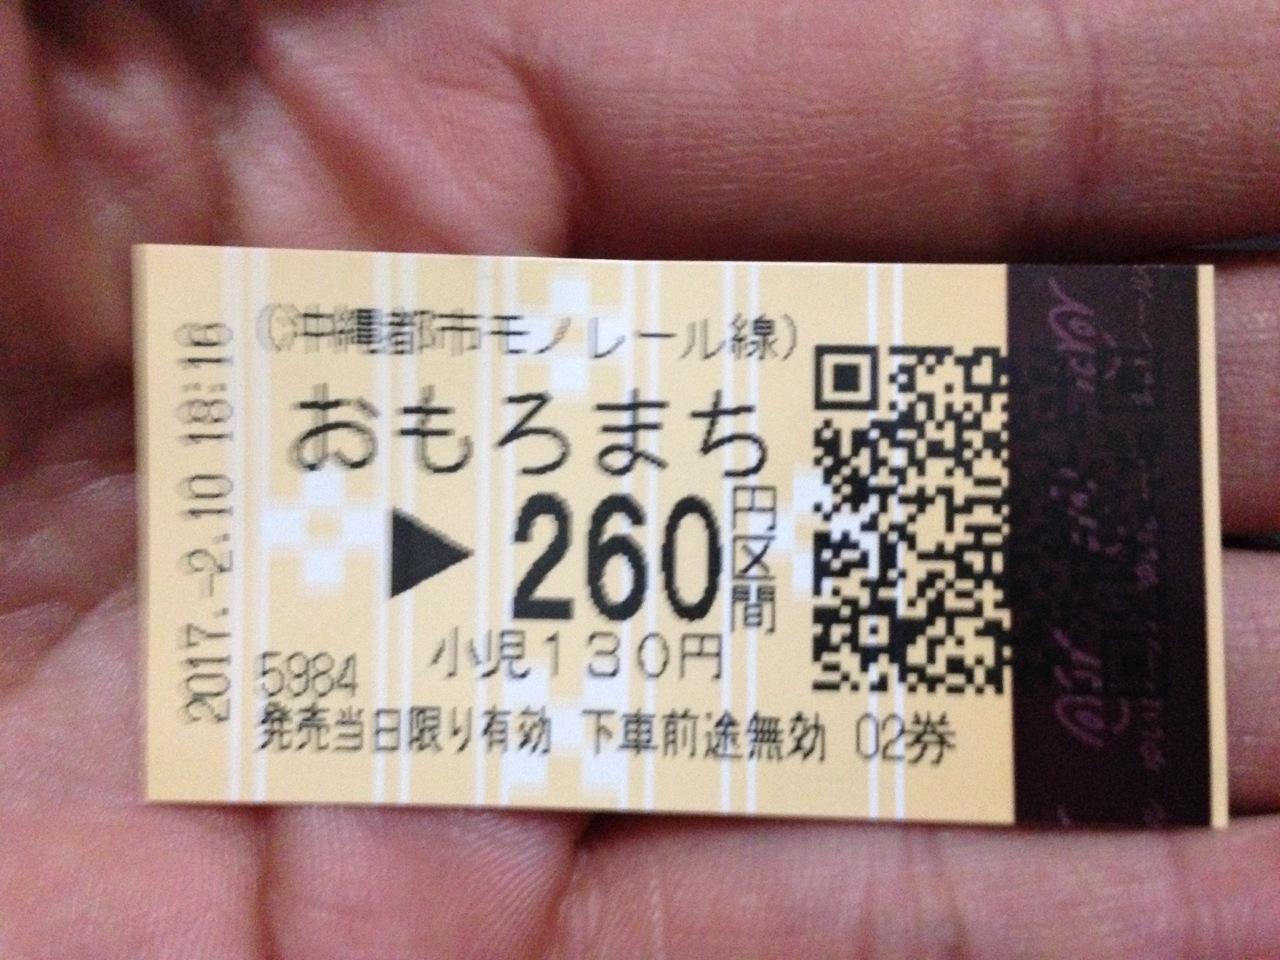 (沖縄都市モノレール線)
おもろまち
▶260円区間
小児130円
5984
発売当日限り有効 下車前途無効 02券
2017.-2.10 18:16